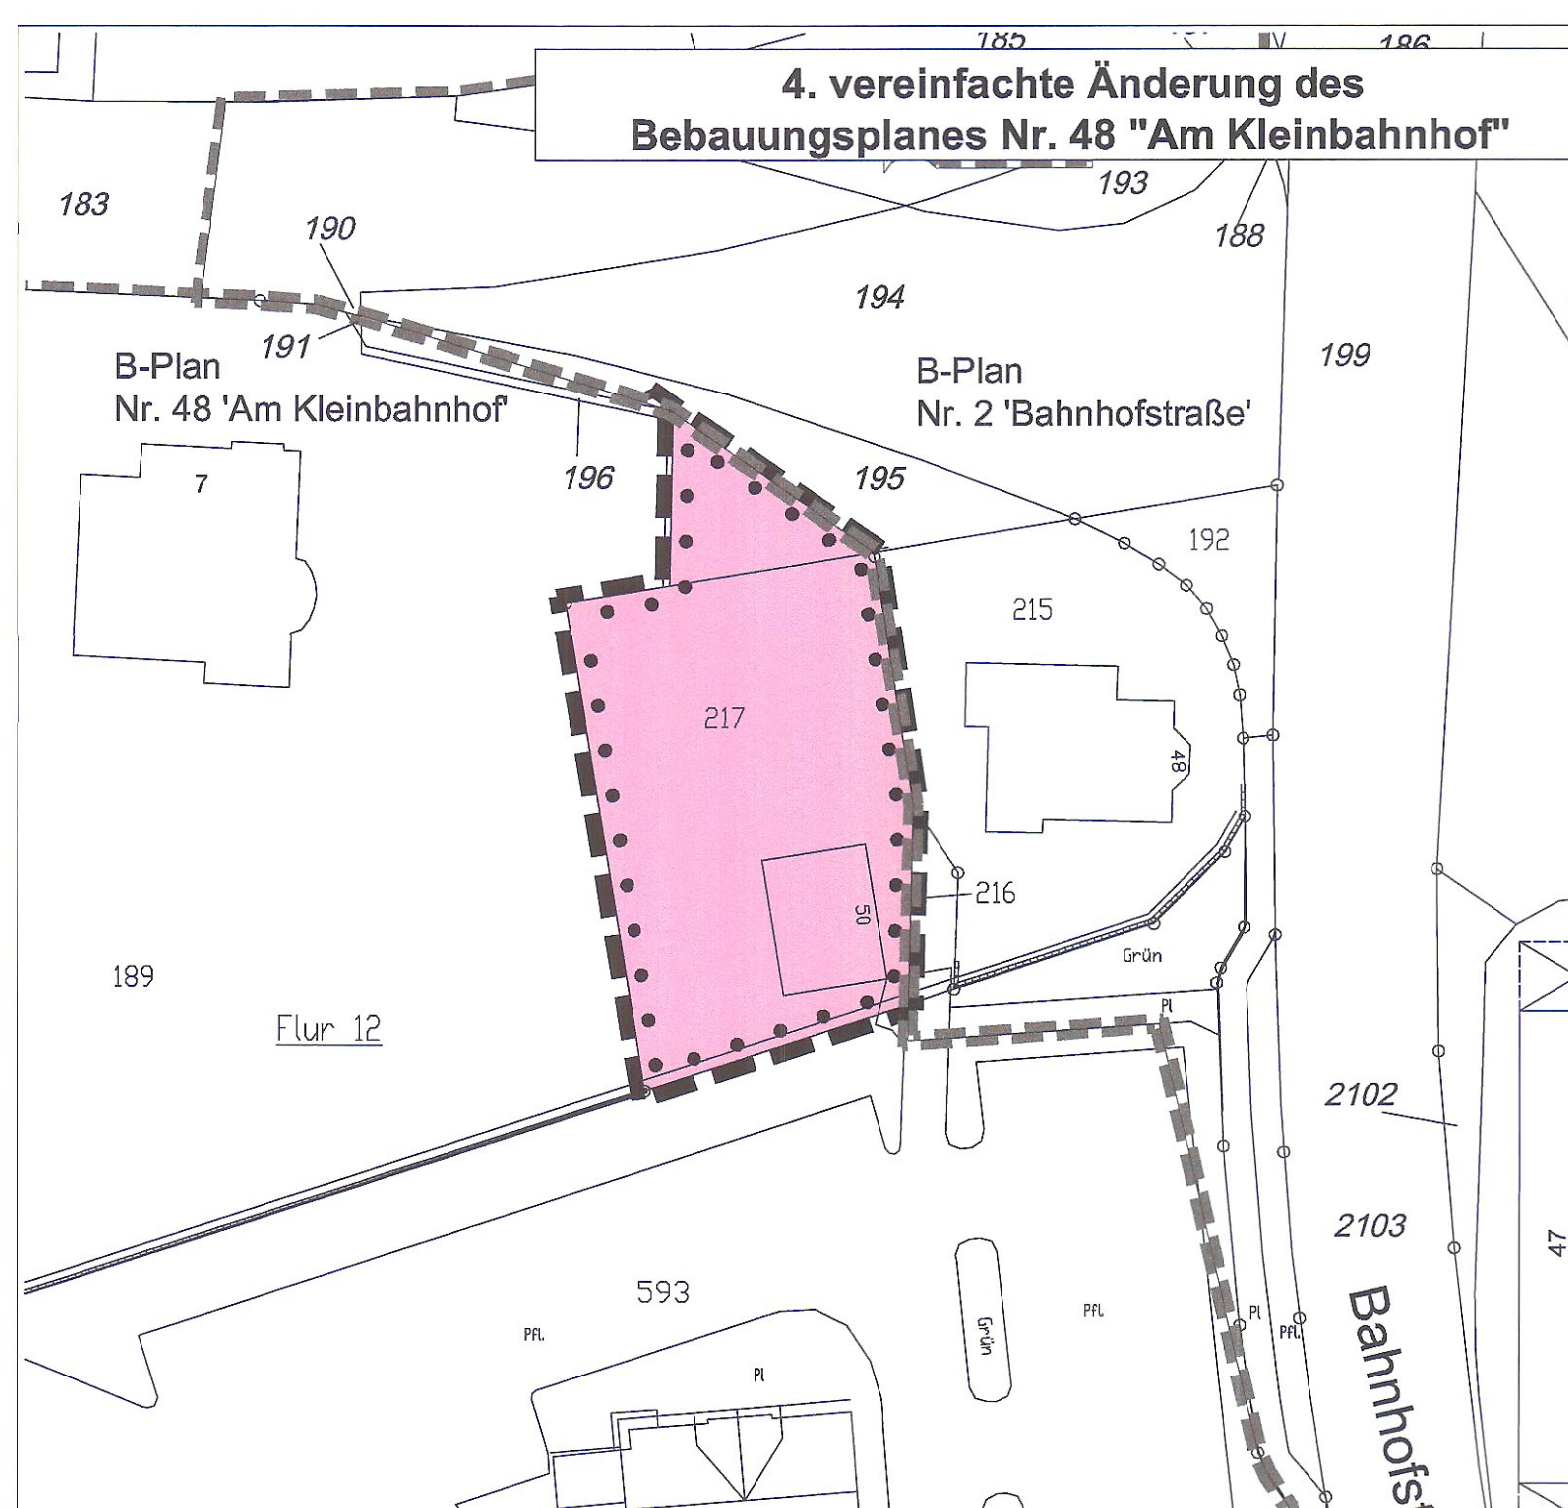 185
186
4. vereinfachte Änderung des
Bebauungsplanes Nr. 48 "Am Kleinbahnhof"
193
183
190
188
194
191
199
B-Plan
Nr. 48 'Am Kleinbahnhof'
B-Plan
Nr. 2 'Bahnhofstraße'
196
195
7
192
215
217
48
216
50
Grün
189
Flur 12
Pl
2102
2103
47
593
Pfl.
Grün
Pfl.
Pl
Pfl.
Pl
Bahnhofst